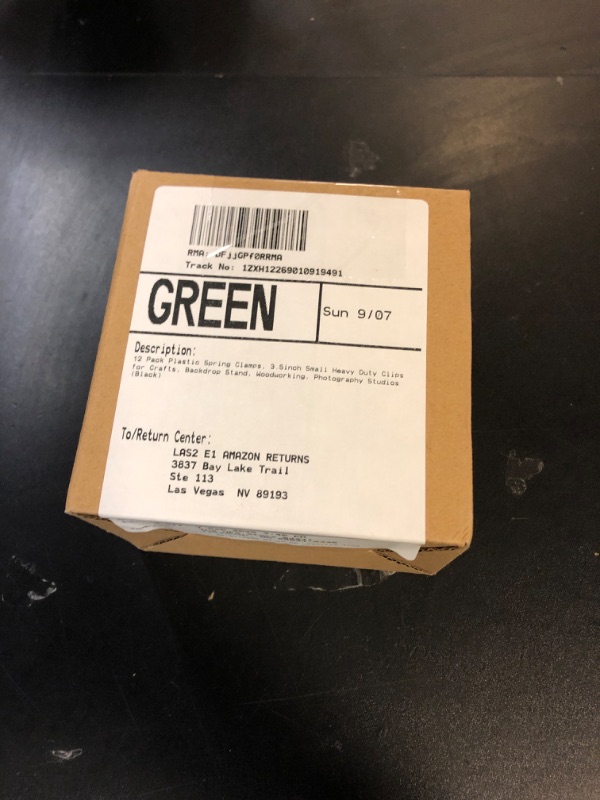 RMA:
Track No: 1ZXH12269010919491
GREEN
Sun 9/07
Description:
12 Pack Plastic Spring Clamps, 3.5inch Small Heavy Duty Clips
for Crafts, Backdrop Stand, Woodworking, Photography Studios
(Black)
To/Return Center:
LAS2 E1 AMAZON RETURNS
3837 Bay Lake Trail
Ste 113
Las Vegas NV 89193